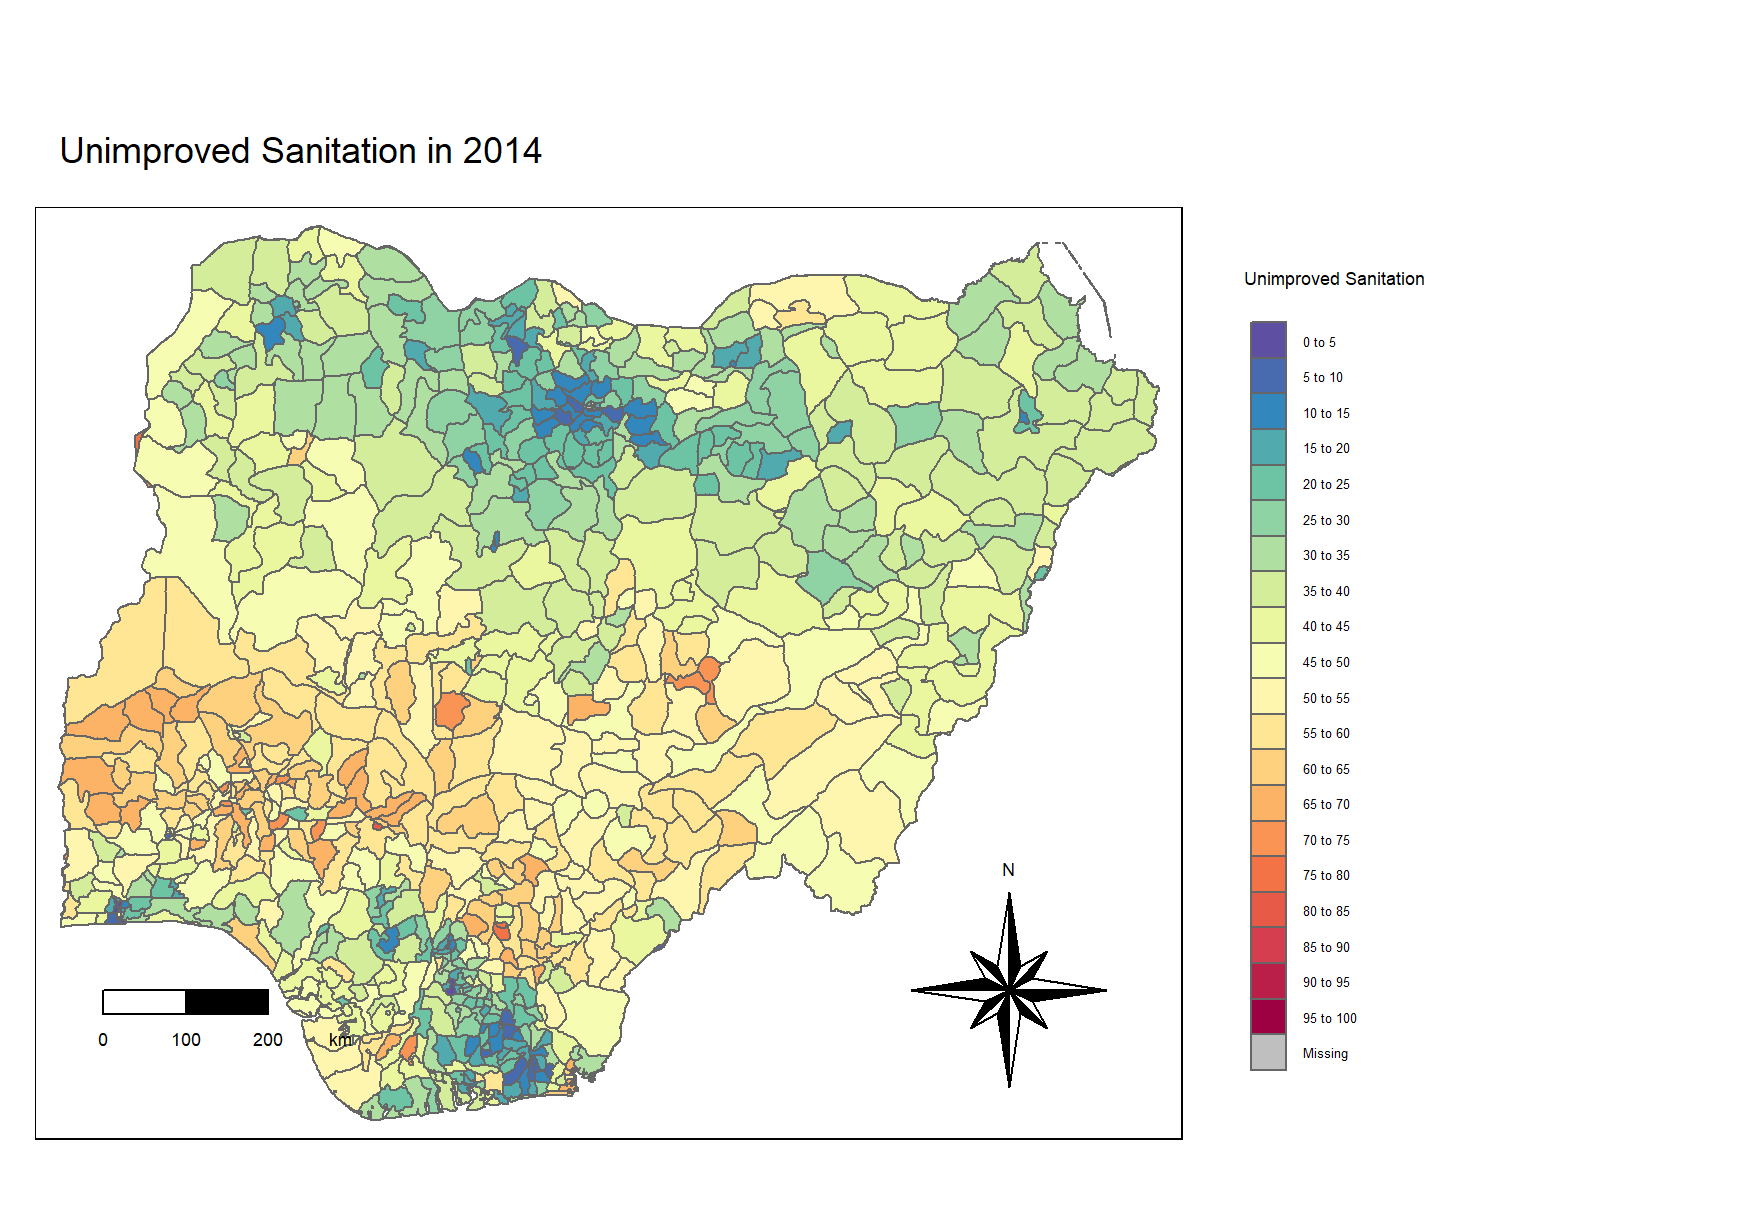 Unimproved Sanitation in 2014
Unimproved Sanitation
0 to 5
5 to 10
10 to 15
15 to 20
20 to 25
25 to 30
30 to 35
35 to 40
40 to 45
45 to 50
50 to 55
55 to 60
60 to 65
65 to 70
70 to 75
75 to 80
80 to 85
85 to 90
90 to 95
95 to 100
Missing
N
0 100 200 km